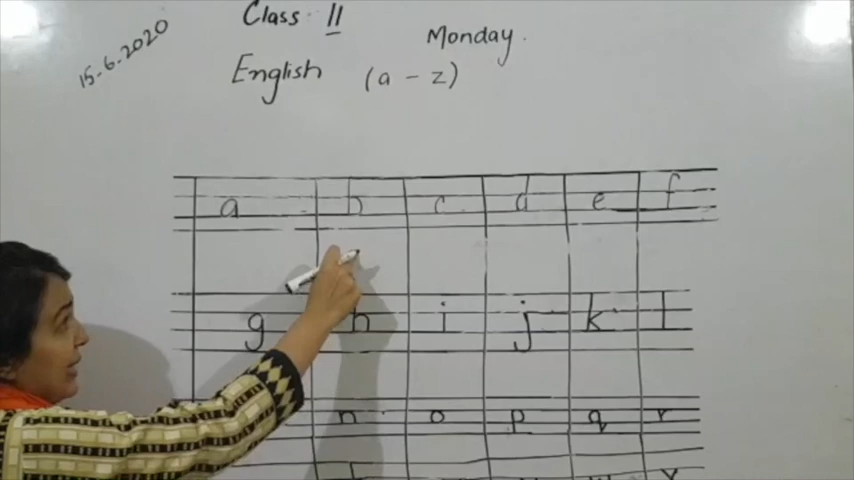 Class II
15-6-2020
Monday.
English (a - z)
a b c d e f
g h i j k l
n o p q r